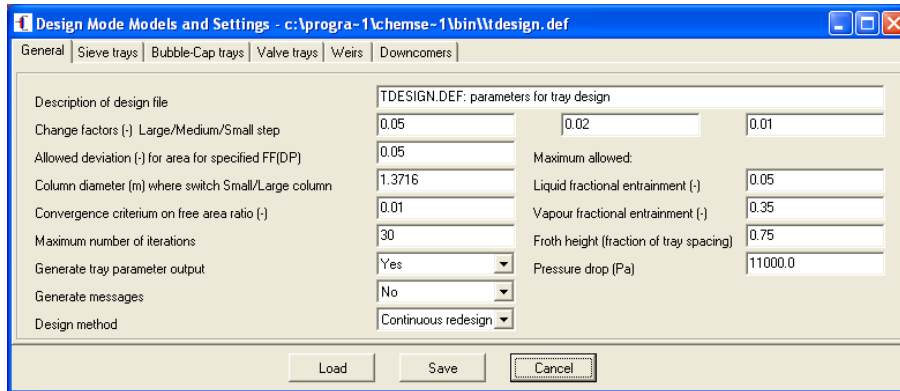 Design Mode Models and Settings - c:\progra~1\chemse~1\bin\\tdesign.def
General Sieve trays Bubble-Cap trays Valve trays Weirs Downcomers
Description of design file TDESIGN.DEF: parameters for tray design
Change factors (-) Large/Medium/Small step 0.05 0.02 0.01
Allowed deviation (-) for area for specified FF(DP) 0.05 Maximum allowed:
Column diameter (m) where switch Small/Large column 1.3716 Liquid fractional entrainment (-) 0.05
Convergence criterium on free area ratio (-) 0.01 Vapour fractional entrainment (-) 0.35
Maximum number of iterations 30 Froth height (fraction of tray spacing) 0.75
Generate tray parameter output Yes Pressure drop (Pa) 11000.0
Generate messages No
Design method Continuous redesign
Load Save Cancel